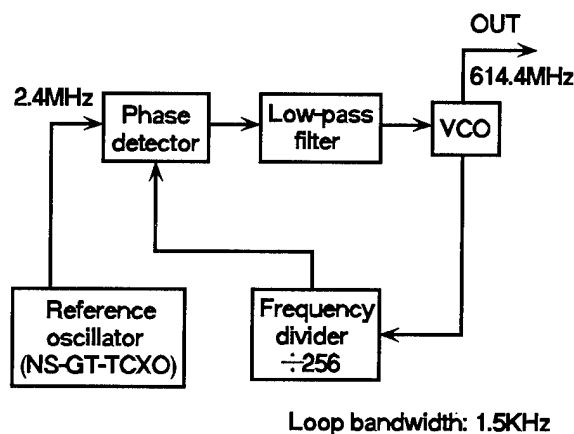 OUT
614.4MHz
2.4MHz
Phase
detector
Low-pass
filter
VCO
Reference
oscillator
(NS-GT-TCXO)
Frequency
divider
÷256
Loop bandwidth: 1.5KHz